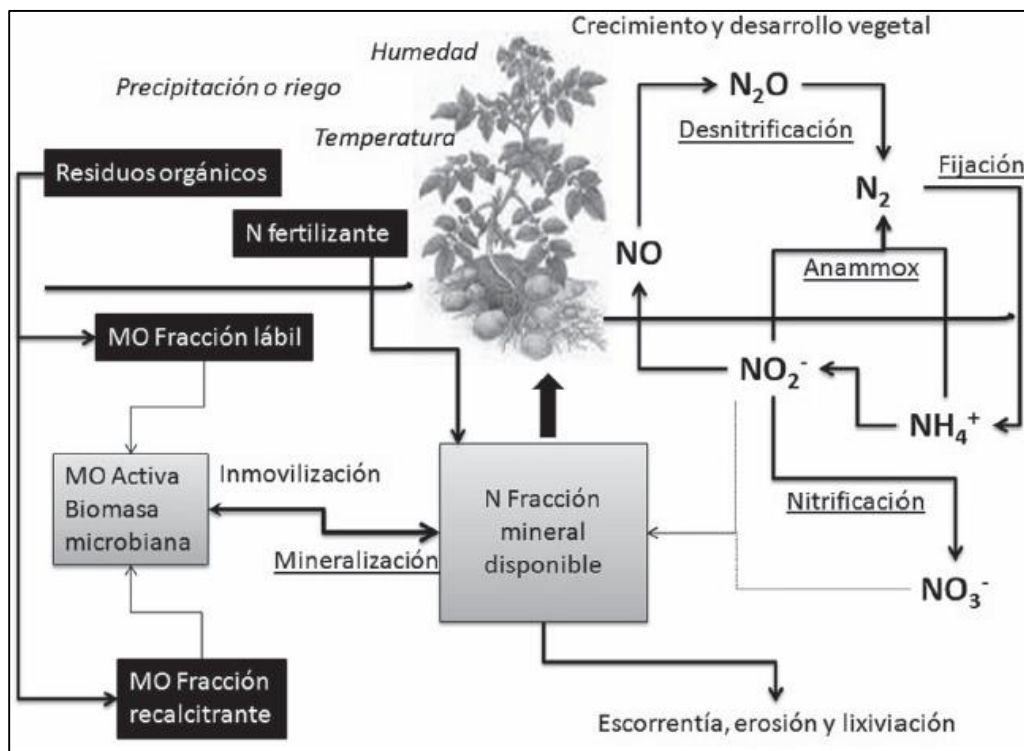 Crecimiento y desarrollo vegetal
Humedad
Precipitación o riego
Temperatura
N₂O
Desnitrificación
Residuos orgánicos
Fijación
N₂
N fertilizante
NO
Anammox
MO Fracción lábil
NO₂⁻
NH₄⁺
MO Activa
Biomasa
microbiana
Inmovilización
Mineralización
N Fracción
mineral
disponible
Nitrificación
NO₃⁻
MO Fracción
recalcitrante
Escorrentía, erosión y lixiviación